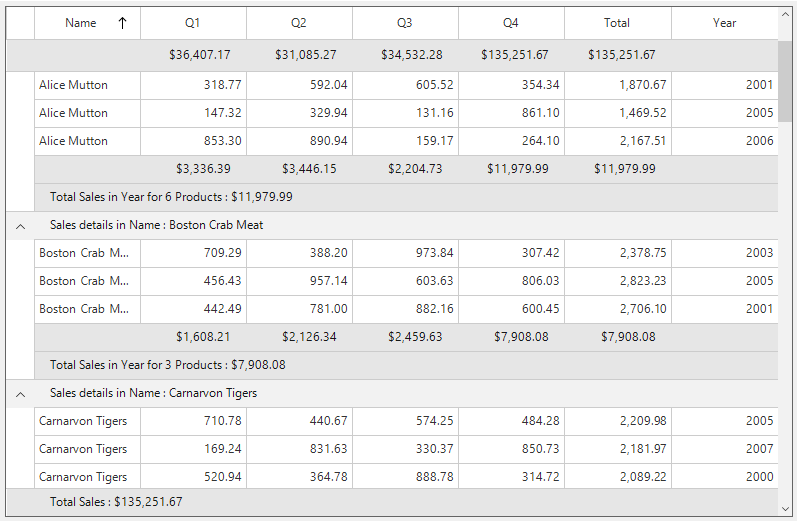 Name Q1 Q2 Q3 Q4 Total Year
$36,407.17 $31,085.27 $34,532.28 $135,251.67 $135,251.67
Alice Mutton 318.77 592.04 605.52 354.34 1,870.67 2001
Alice Mutton 147.32 329.94 131.16 861.10 1,469.52 2005
Alice Mutton 853.30 890.94 159.17 264.10 2,167.51 2006
$3,336.39 $3,446.15 $2,204.73 $11,979.99 $11,979.99
Total Sales in Year for 6 Products : $11,979.99
Sales details in Name : Boston Crab Meat
Boston Crab M... 709.29 388.20 973.84 307.42 2,378.75 2003
Boston Crab M... 456.43 957.14 603.63 806.03 2,823.23 2005
Boston Crab M... 442.49 781.00 882.16 600.45 2,706.10 2001
$1,608.21 $2,126.34 $2,459.63 $7,908.08 $7,908.08
Total Sales in Year for 3 Products : $7,908.08
Sales details in Name : Carnarvon Tigers
Carnarvon Tigers 710.78 440.67 574.25 484.28 2,209.98 2005
Carnarvon Tigers 169.24 831.63 330.37 850.73 2,181.97 2007
Carnarvon Tigers 520.94 364.78 888.78 314.72 2,089.22 2000
Total Sales : $135,251.67